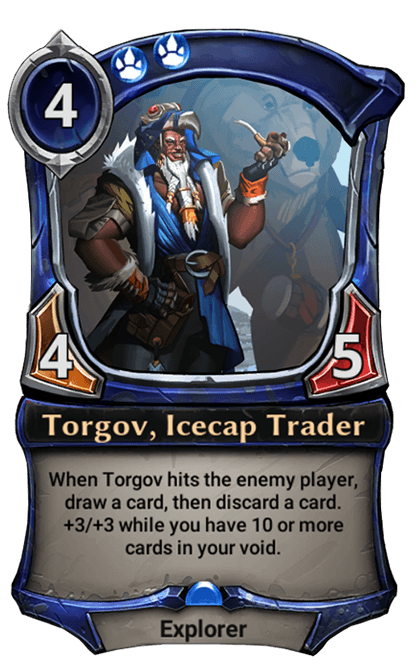 4
4
5
Torgov, Icecap Trader
When Torgov hits the enemy player,
draw a card, then discard a card.
+3/+3 while you have 10 or more
cards in your void.
Explorer